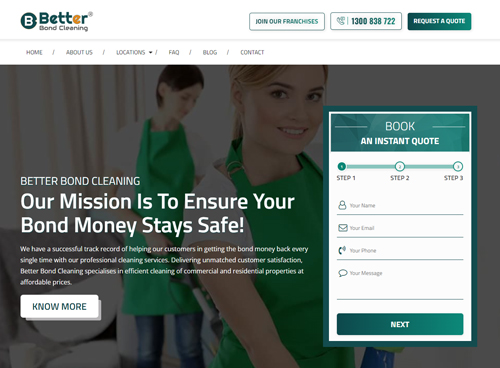 Better®
Bond Cleaning
JOIN OUR FRANCHISES
1300 838 722
REQUEST A QUOTE
HOME / ABOUT US / LOCATIONS / FAQ / BLOG / CONTACT
BETTER BOND CLEANING
Our Mission Is To Ensure Your
Bond Money Stays Safe!
We have a successful track record of helping our customers in getting the bond money back every
single time with our professional cleaning services. Delivering unmatched customer satisfaction,
Better Bond Cleaning specialises in efficient cleaning of commercial and residential properties at
affordable prices.
KNOW MORE
BOOK
AN INSTANT QUOTE
1 2 3
STEP 1 STEP 2 STEP 3
Your Name
Your Email
Your Phone
Your Message
NEXT